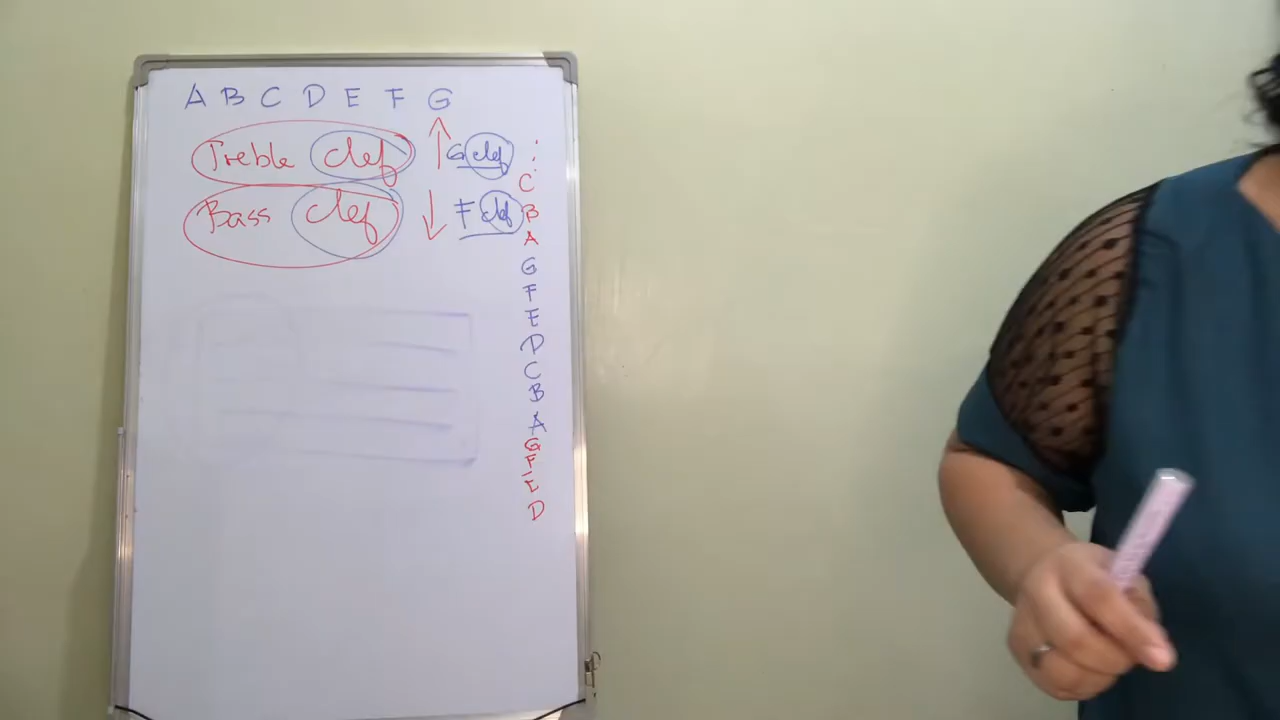 A B C D E F G
Treble clef ↑ G clef
Bass clef ↓ F clef
C
B
A
G
F
E
D
C
B
A
G
F
E
D